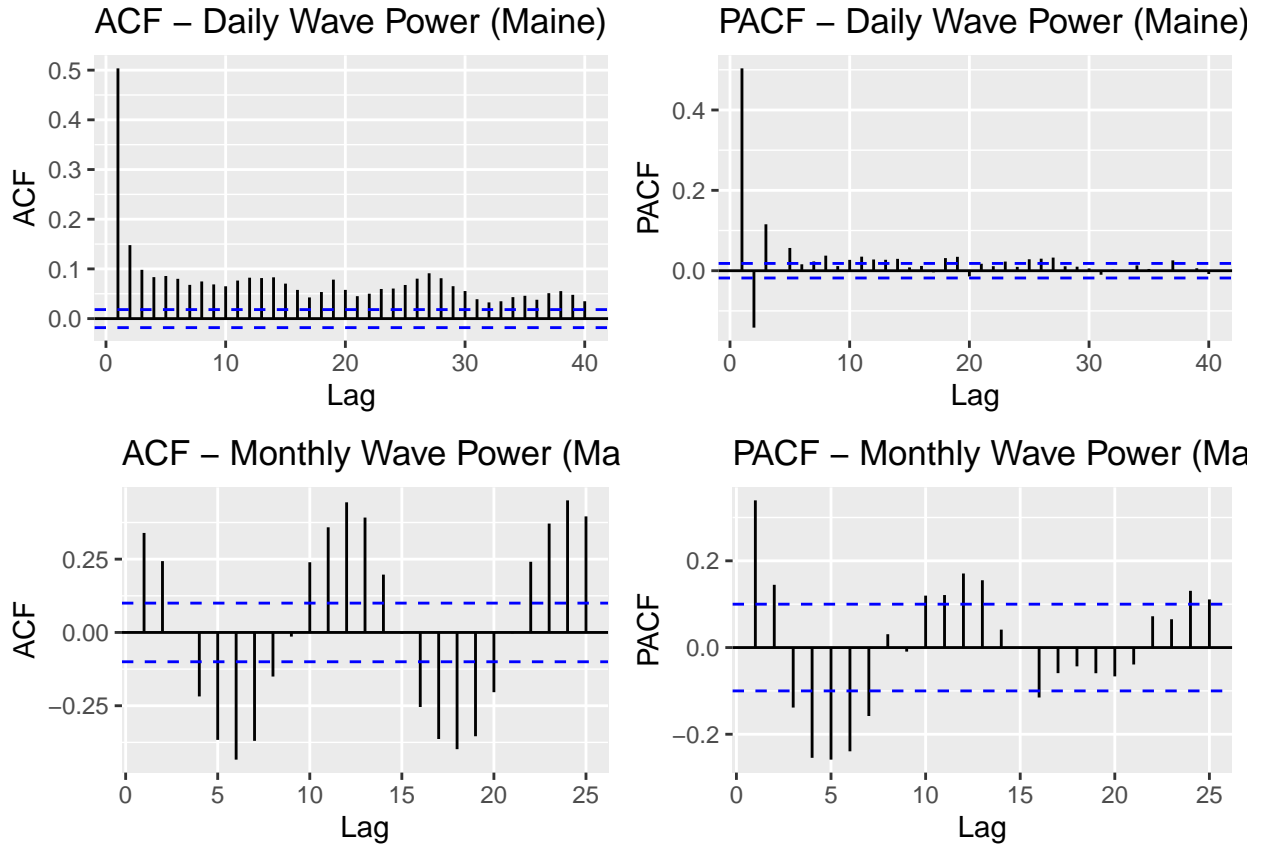 ACF – Daily Wave Power (Maine)
0.5
0.4
0.3
0.2
0.1
0.0
ACF
0 10 20 30 40
Lag
PACF – Daily Wave Power (Maine)
0.4
0.2
0.0
PACF
0 10 20 30 40
Lag
ACF – Monthly Wave Power (Ma
0.25
0.00
−0.25
ACF
0 5 10 15 20 25
Lag
PACF – Monthly Wave Power (Ma
0.2
0.0
−0.2
PACF
0 5 10 15 20 25
Lag